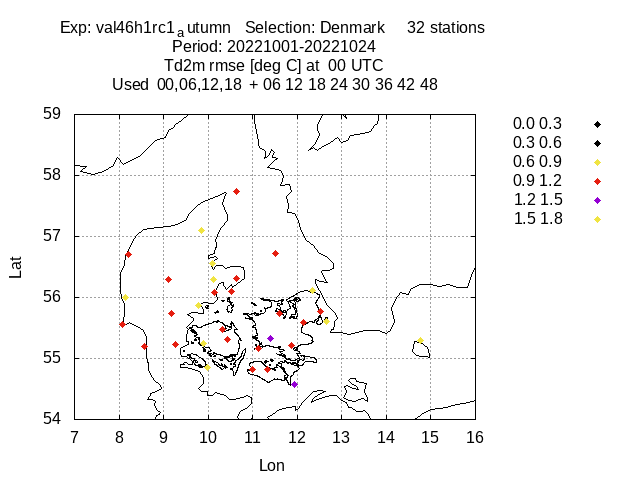 Exp: val46h1rc1_a utumn Selection: Denmark 32 stations
Period: 20221001-20221024
Td2m rmse [deg C] at 00 UTC
Used 00,06,12,18 + 06 12 18 24 30 36 42 48
59
58
57
56
55
54
7 8 9 10 11 12 13 14 15 16
Lat
Lon
0.0 0.3
0.3 0.6
0.6 0.9
0.9 1.2
1.2 1.5
1.5 1.8